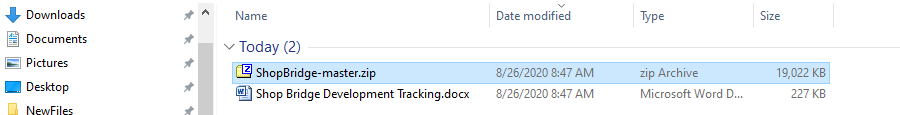 Downloads
Documents
Pictures
Desktop
NewFiles
Name Date modified Type Size
Today (2)
ShopBridge-master.zip 8/26/2020 8:47 AM zip Archive 19,022 KB
Shop Bridge Development Tracking.docx 8/26/2020 8:47 AM Microsoft Word D... 227 KB